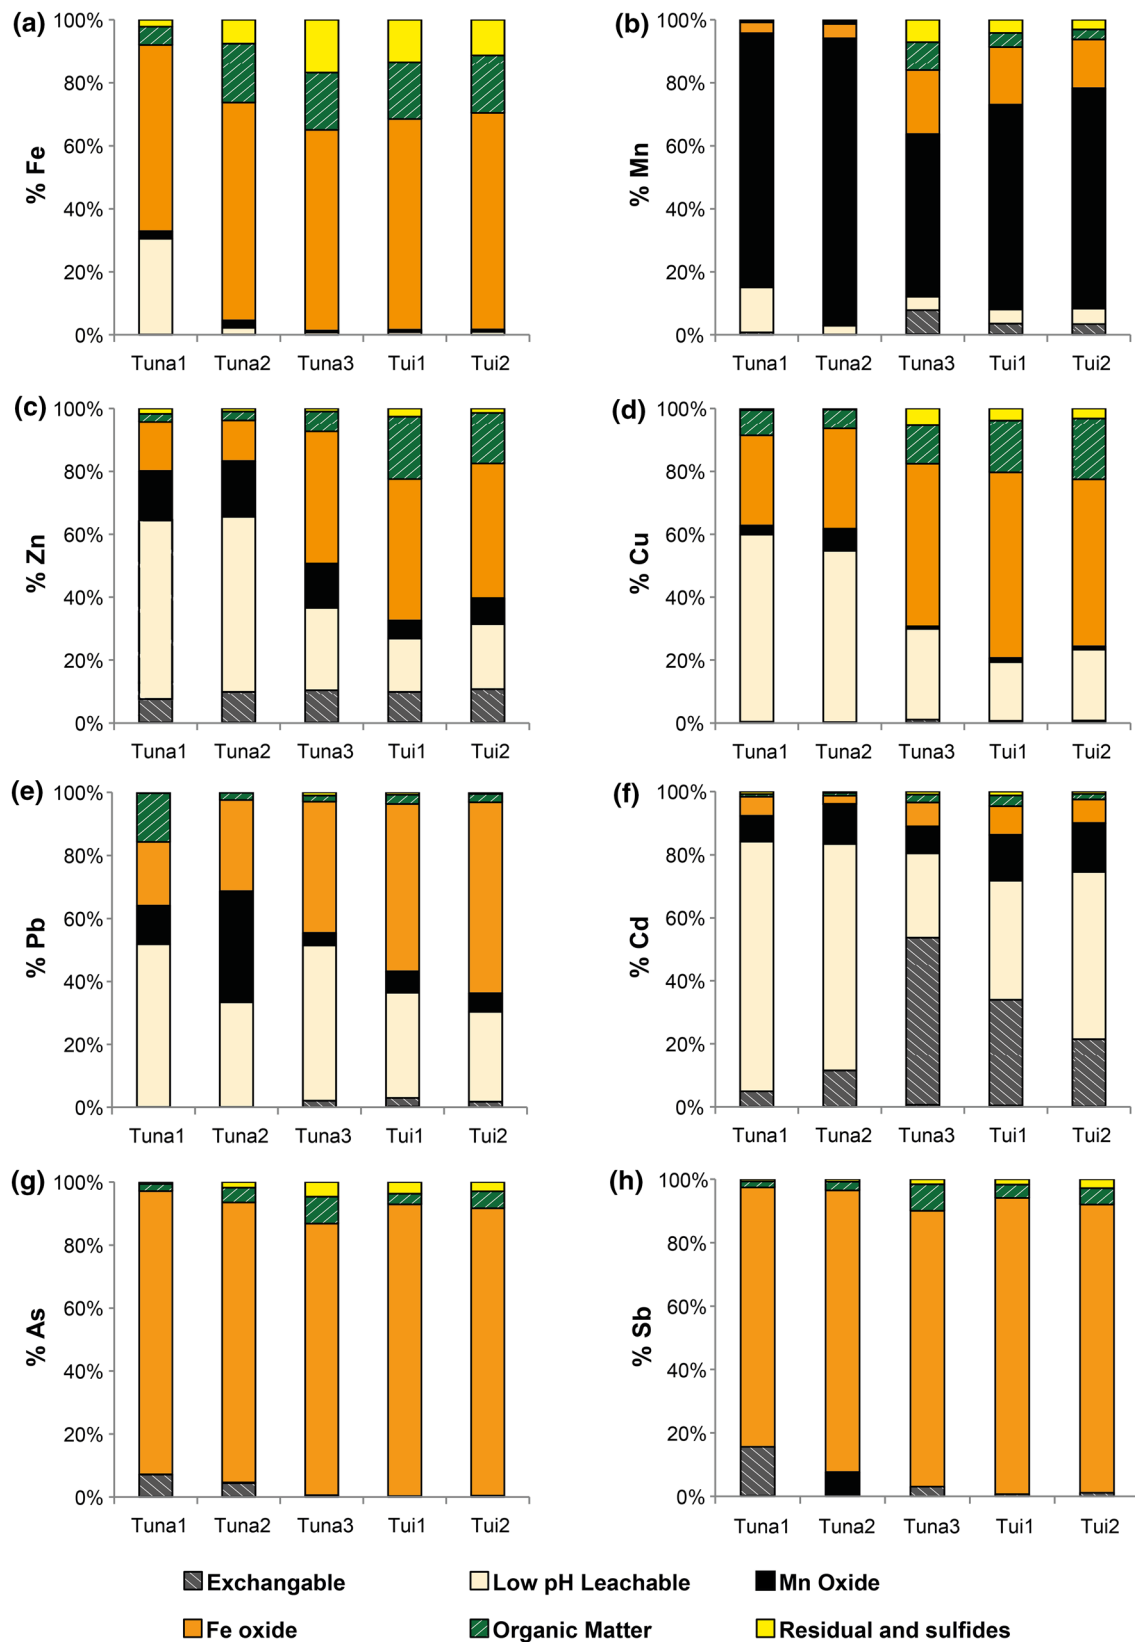 (a)
% Fe
100%
80%
60%
40%
20%
0%
Tuna1 Tuna2 Tuna3 Tui1 Tui2
(b)
% Mn
100%
80%
60%
40%
20%
0%
Tuna1 Tuna2 Tuna3 Tui1 Tui2
(c)
% Zn
100%
80%
60%
40%
20%
0%
Tuna1 Tuna2 Tuna3 Tui1 Tui2
(d)
% Cu
100%
80%
60%
40%
20%
0%
Tuna1 Tuna2 Tuna3 Tui1 Tui2
(e)
% Pb
100%
80%
60%
40%
20%
0%
Tuna1 Tuna2 Tuna3 Tui1 Tui2
(f)
% Cd
100%
80%
60%
40%
20%
0%
Tuna1 Tuna2 Tuna3 Tui1 Tui2
(g)
% As
100%
80%
60%
40%
20%
0%
Tuna1 Tuna2 Tuna3 Tui1 Tui2
(h)
% Sb
100%
80%
60%
40%
20%
0%
Tuna1 Tuna2 Tuna3 Tui1 Tui2
Exchangable Low pH Leachable Mn Oxide
Fe oxide Organic Matter Residual and sulfides